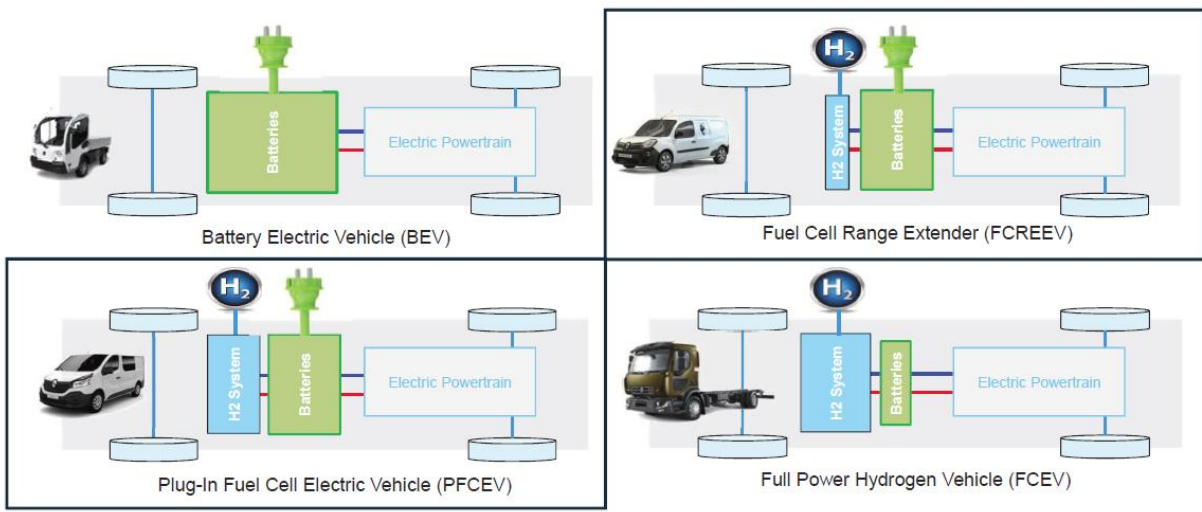 Batteries
Electric Powertrain
Battery Electric Vehicle (BEV)
H2
H2 System
Batteries
Electric Powertrain
Fuel Cell Range Extender (FCREEV)
H2
H2 System
Batteries
Electric Powertrain
Plug-In Fuel Cell Electric Vehicle (PFCEV)
H2
H2 System
Batteries
Electric Powertrain
Full Power Hydrogen Vehicle (FCEV)